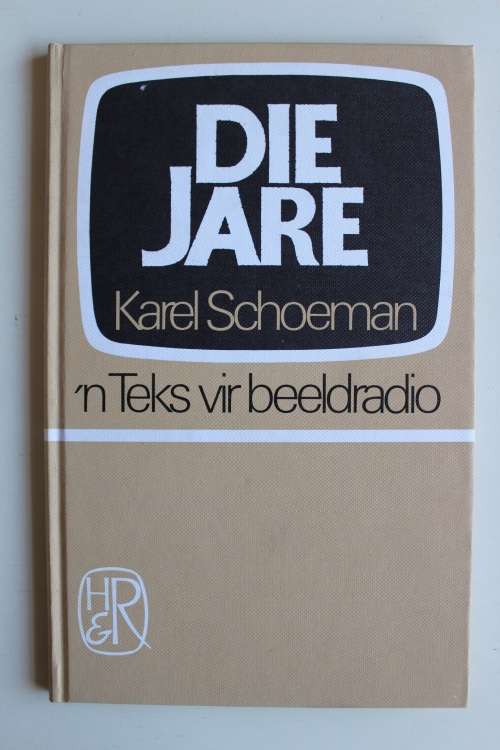 DIE
JARE
Karel Schoeman
'n Teks vir beeldradio
H
&R